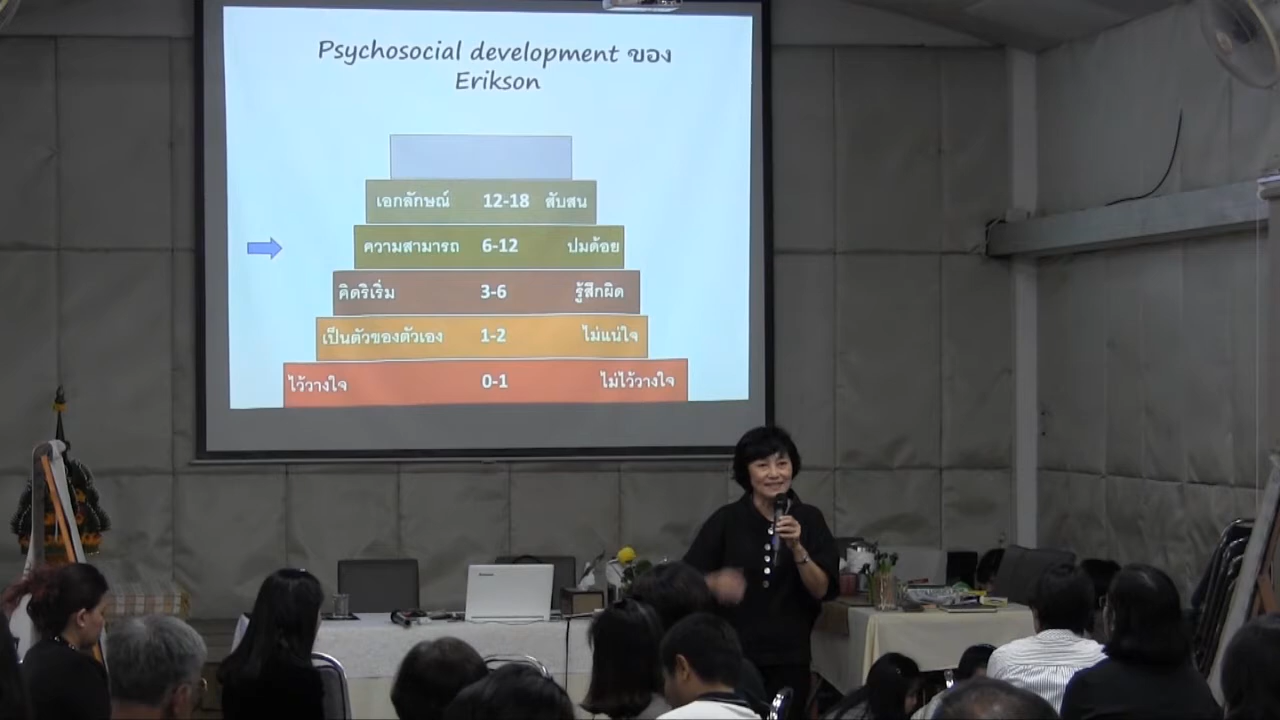 Psychosocial development ของ
Erikson
เอกลักษณ์ 12-18 สับสน
ความสามารถ 6-12 ปมด้อย
คิดริเริ่ม 3-6 รู้สึกผิด
เป็นตัวของตัวเอง 1-2 ไม่แน่ใจ
ไว้วางใจ 0-1 ไม่ไว้วางใจ